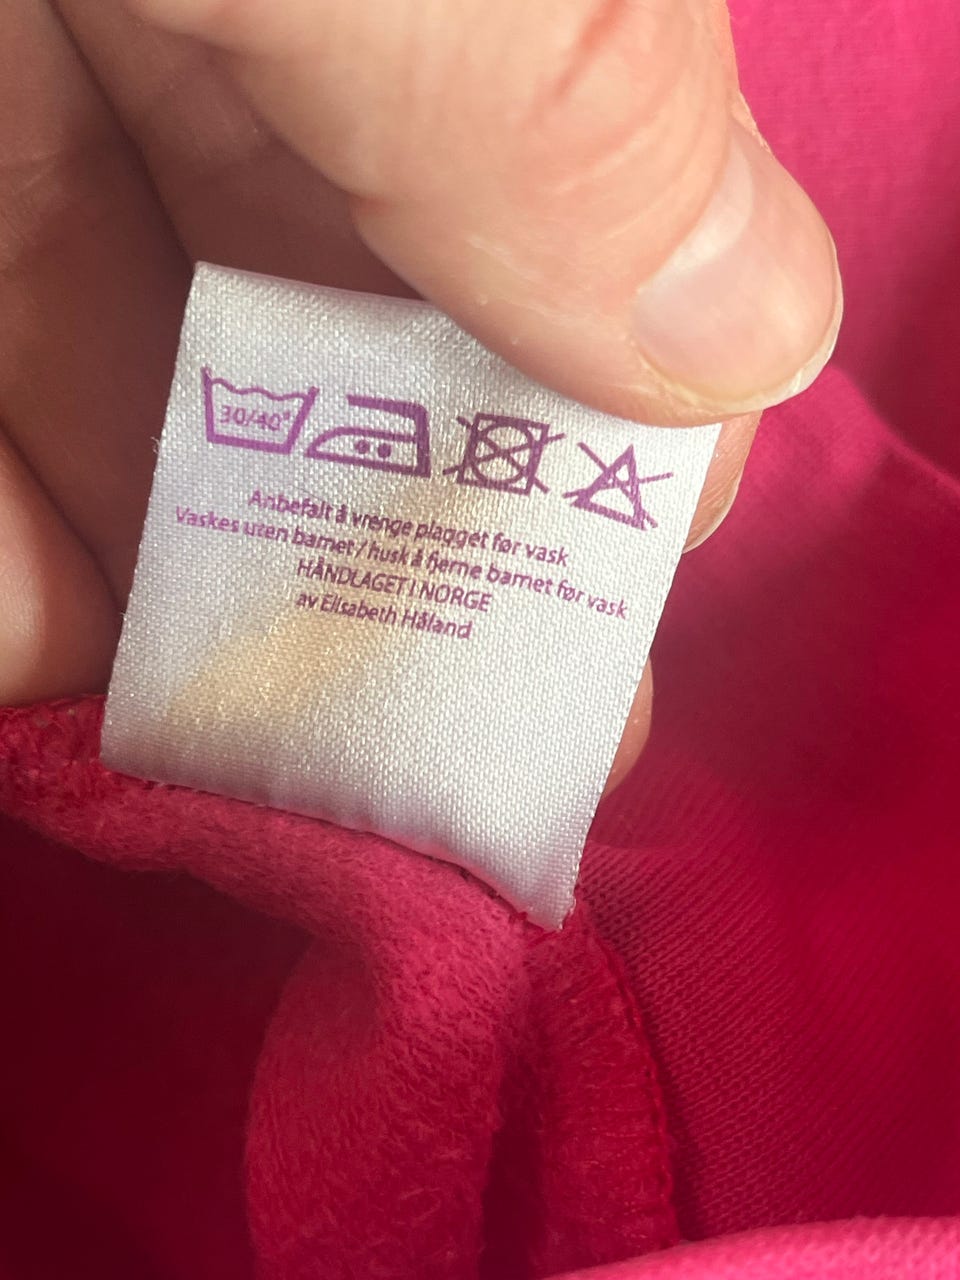 30/40°
Anbefalt å vrenge plagget før vask
Vaskes uten barnet / husk å fjerne barnet før vask
HÅNDLAGET I NORGE
av Elisabeth Håland